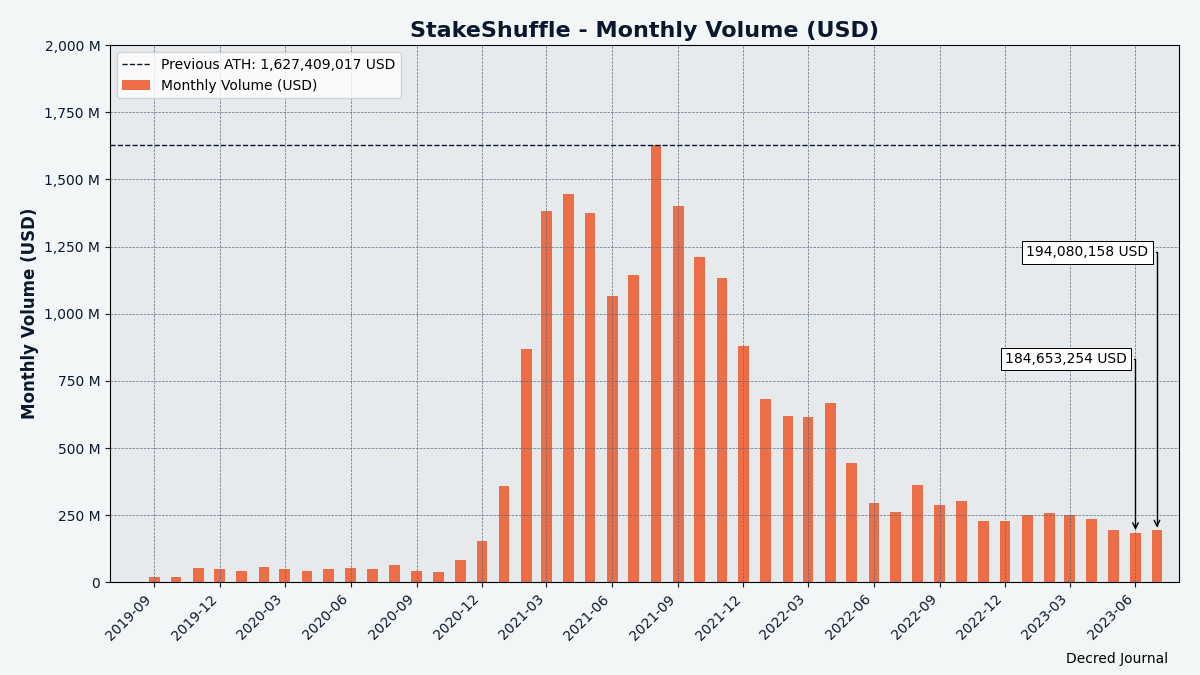 StakeShuffle - Monthly Volume (USD)
Previous ATH: 1,627,409,017 USD
Monthly Volume (USD)
Monthly Volume (USD)
2,000 M
1,750 M
1,500 M
1,250 M
1,000 M
750 M
500 M
250 M
0
194,080,158 USD
184,653,254 USD
2019-09
2019-12
2020-03
2020-06
2020-09
2020-12
2021-03
2021-06
2021-09
2021-12
2022-03
2022-06
2022-09
2022-12
2023-03
2023-06
Decred Journal